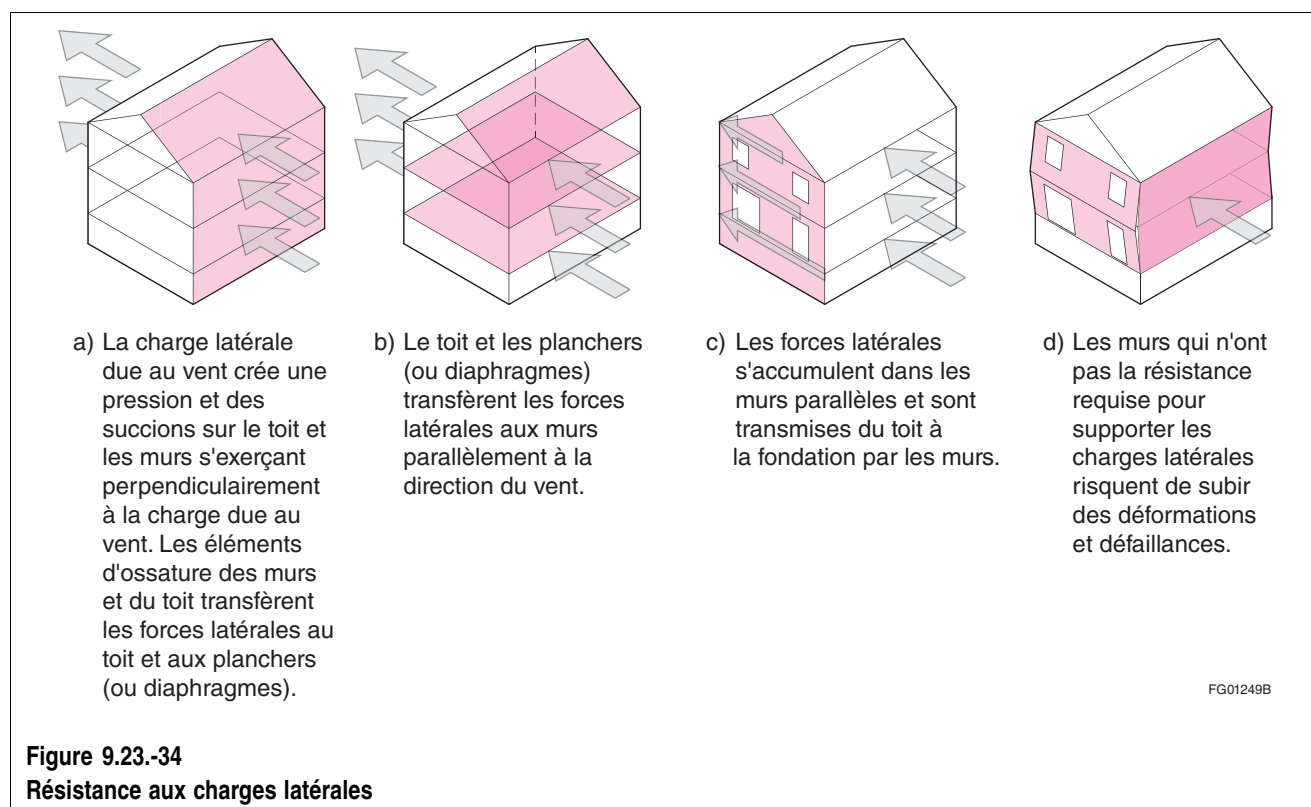 a) La charge latérale
due au vent crée une
pression et des
succions sur le toit et
les murs s'exerçant
perpendiculairement
à la charge due au
vent. Les éléments
d'ossature des murs
et du toit transfèrent
les forces latérales au
toit et aux planchers
(ou diaphragmes).
b) Le toit et les planchers
(ou diaphragmes)
transfèrent les forces
latérales aux murs
parallèlement à la
direction du vent.
c) Les forces latérales
s'accumulent dans les
murs parallèles et sont
transmises du toit à
la fondation par les murs.
d) Les murs qui n'ont
pas la résistance
requise pour
supporter les
charges latérales
risquent de subir
des déformations
et défaillances.
FG01249B
Figure 9.23.-34
Résistance aux charges latérales